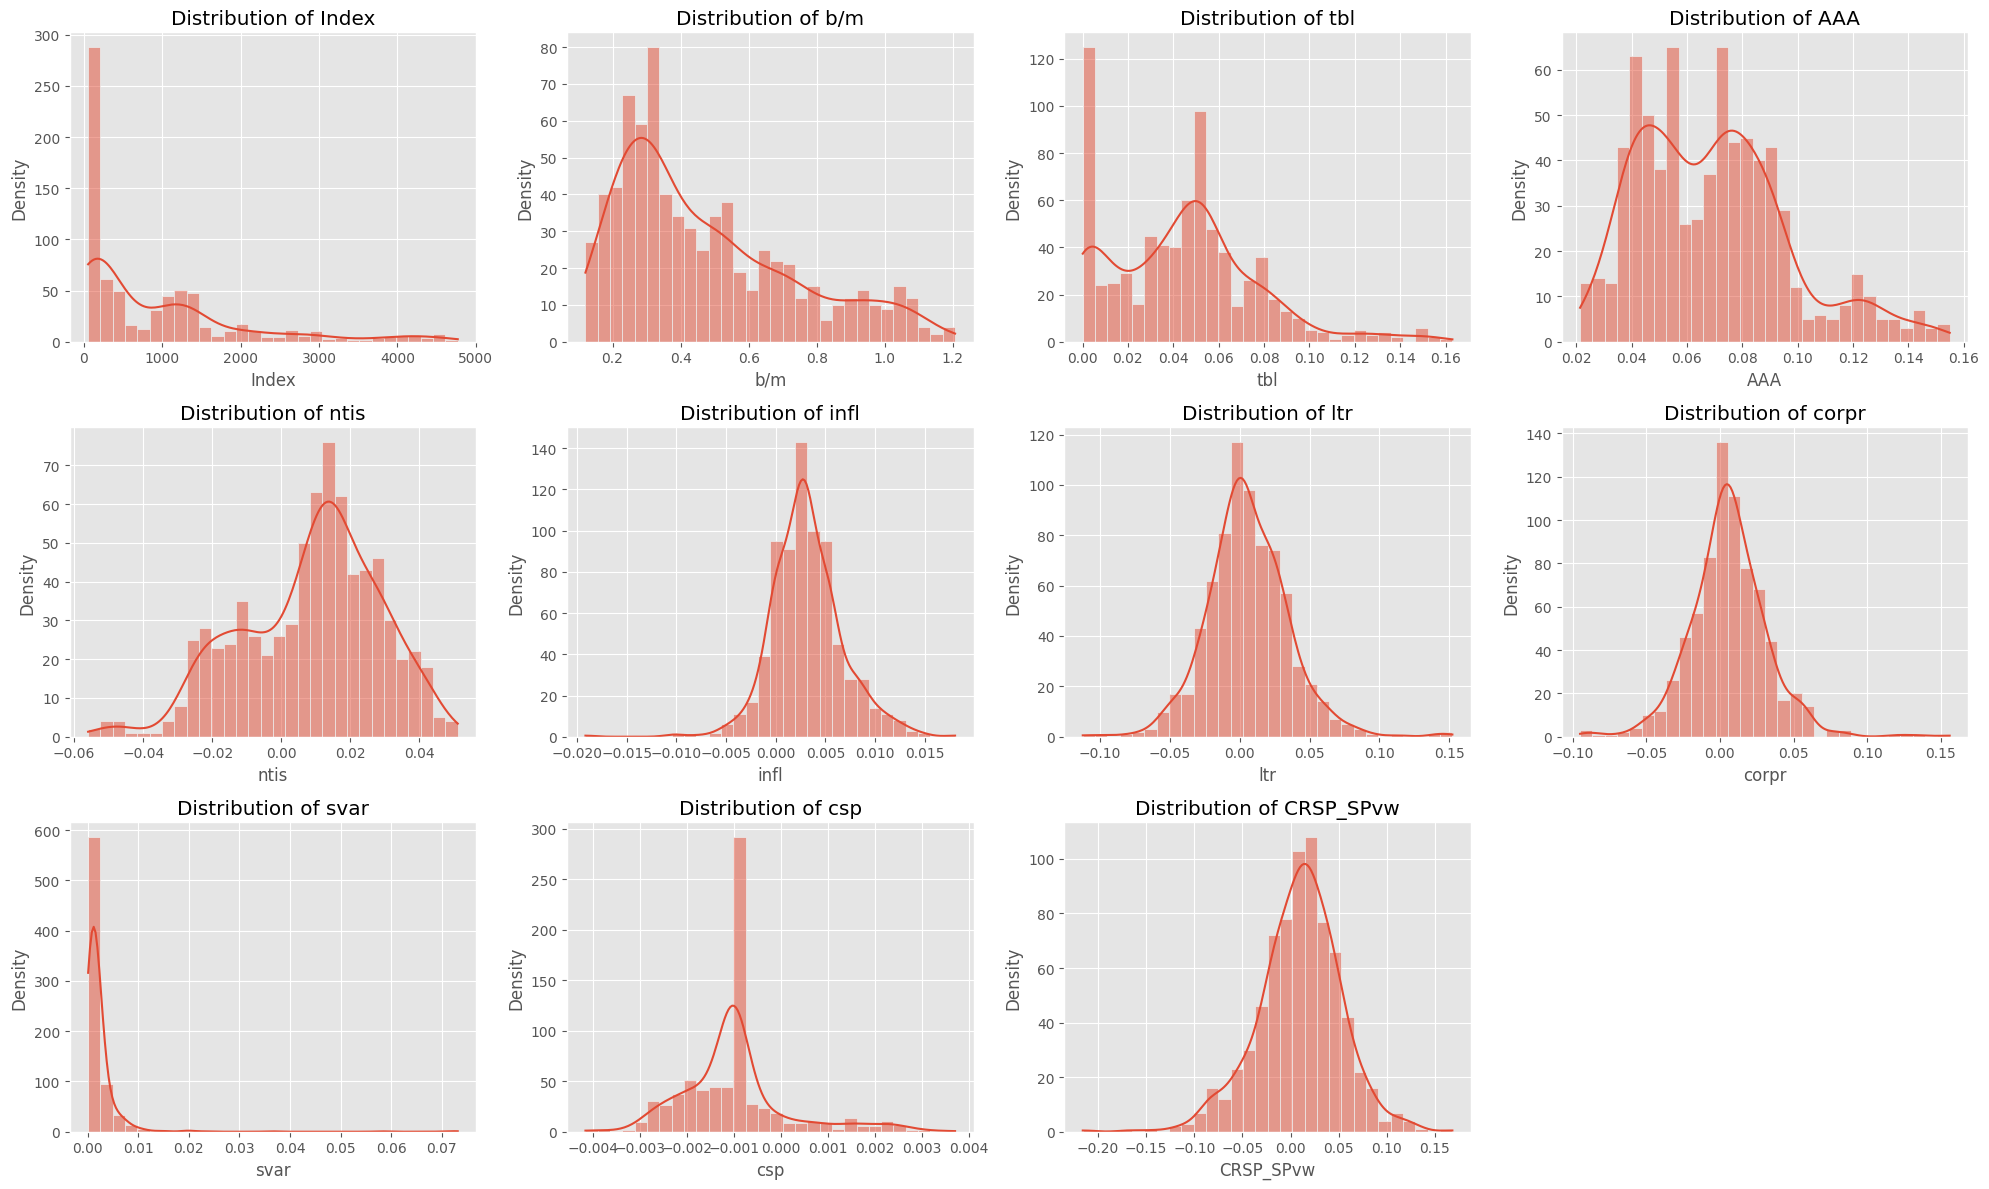 Distribution of Index
300
250
200
150
100
50
0
Density
0 1000 2000 3000 4000 5000
Index
Distribution of b/m
80
70
60
50
40
30
20
10
0
Density
0.2 0.4 0.6 0.8 1.0 1.2
b/m
Distribution of tbl
120
100
80
60
40
20
0
Density
0.00 0.02 0.04 0.06 0.08 0.10 0.12 0.14 0.16
tbl
Distribution of AAA
60
50
40
30
20
10
0
Density
0.02 0.04 0.06 0.08 0.10 0.12 0.14 0.16
AAA
Distribution of ntis
70
60
50
40
30
20
10
0
Density
−0.06 −0.04 −0.02 0.00 0.02 0.04
ntis
Distribution of infl
140
120
100
80
60
40
20
0
Density
−0.020 −0.015 −0.010 −0.005 0.000 0.005 0.010 0.015
infl
Distribution of ltr
120
100
80
60
40
20
0
Density
−0.10 −0.05 0.00 0.05 0.10 0.15
ltr
Distribution of corpr
140
120
100
80
60
40
20
0
Density
−0.10 −0.05 0.00 0.05 0.10 0.15
corpr
Distribution of svar
600
500
400
300
200
100
0
Density
0.00 0.01 0.02 0.03 0.04 0.05 0.06 0.07
svar
Distribution of csp
300
250
200
150
100
50
0
Density
−0.004 −0.003 −0.002 −0.001 0.000 0.001 0.002 0.003 0.004
csp
Distribution of CRSP_SPvw
100
80
60
40
20
0
Density
−0.20 −0.15 −0.10 −0.05 0.00 0.05 0.10 0.15
CRSP_SPvw